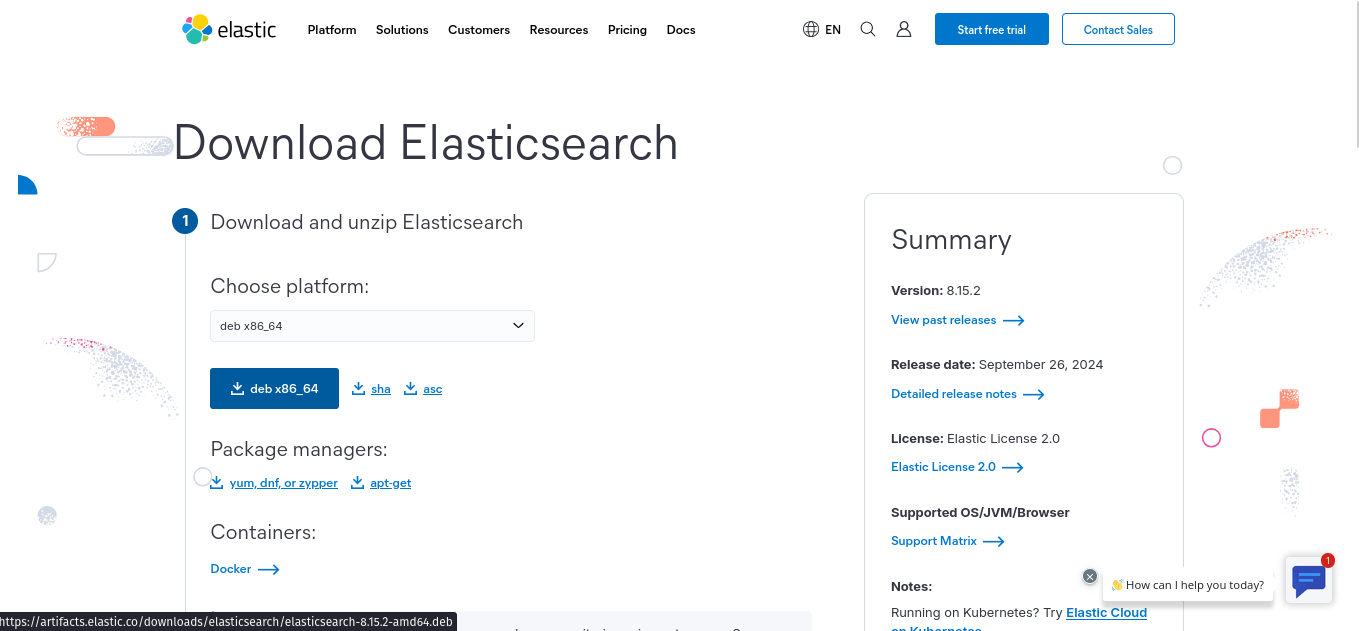 elastic
Platform Solutions Customers Resources Pricing Docs
EN
Start free trial
Contact Sales
Download Elasticsearch
1 Download and unzip Elasticsearch
Choose platform:
deb x86_64
deb x86_64 sha asc
Package managers:
yum, dnf, or zypper apt-get
Containers:
Docker
Summary
Version: 8.15.2
View past releases
Release date: September 26, 2024
Detailed release notes
License: Elastic License 2.0
Elastic License 2.0
Supported OS/JVM/Browser
Support Matrix
Notes:
Running on Kubernetes? Try Elastic Cloud
on Kubernetes
👋 How can I help you today?
1
https://artifacts.elastic.co/downloads/elasticsearch/elasticsearch-8.15.2-amd64.deb